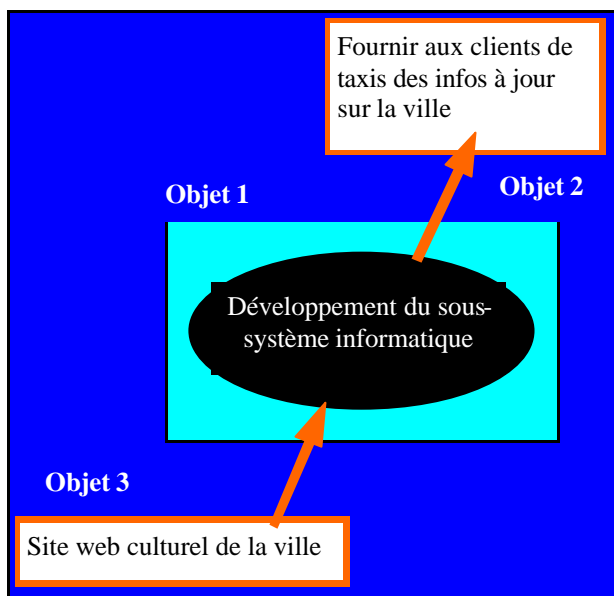 Fournir aux clients de
taxis des infos à jour
sur la ville
Objet 1
Objet 2
Développement du sous-
système informatique
Objet 3
Site web culturel de la ville